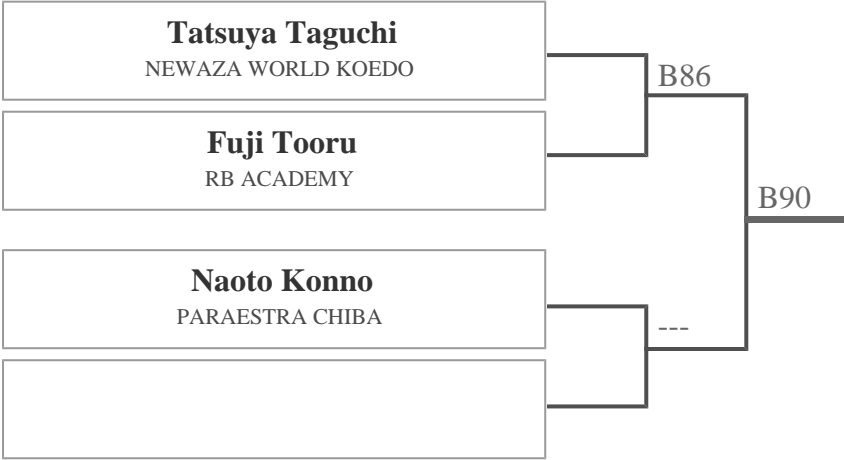 Tatsuya Taguchi
NEWAZA WORLD KOEDO
B86
Fuji Tooru
RB ACADEMY
B90
Naoto Konno
PARAESTRA CHIBA
---